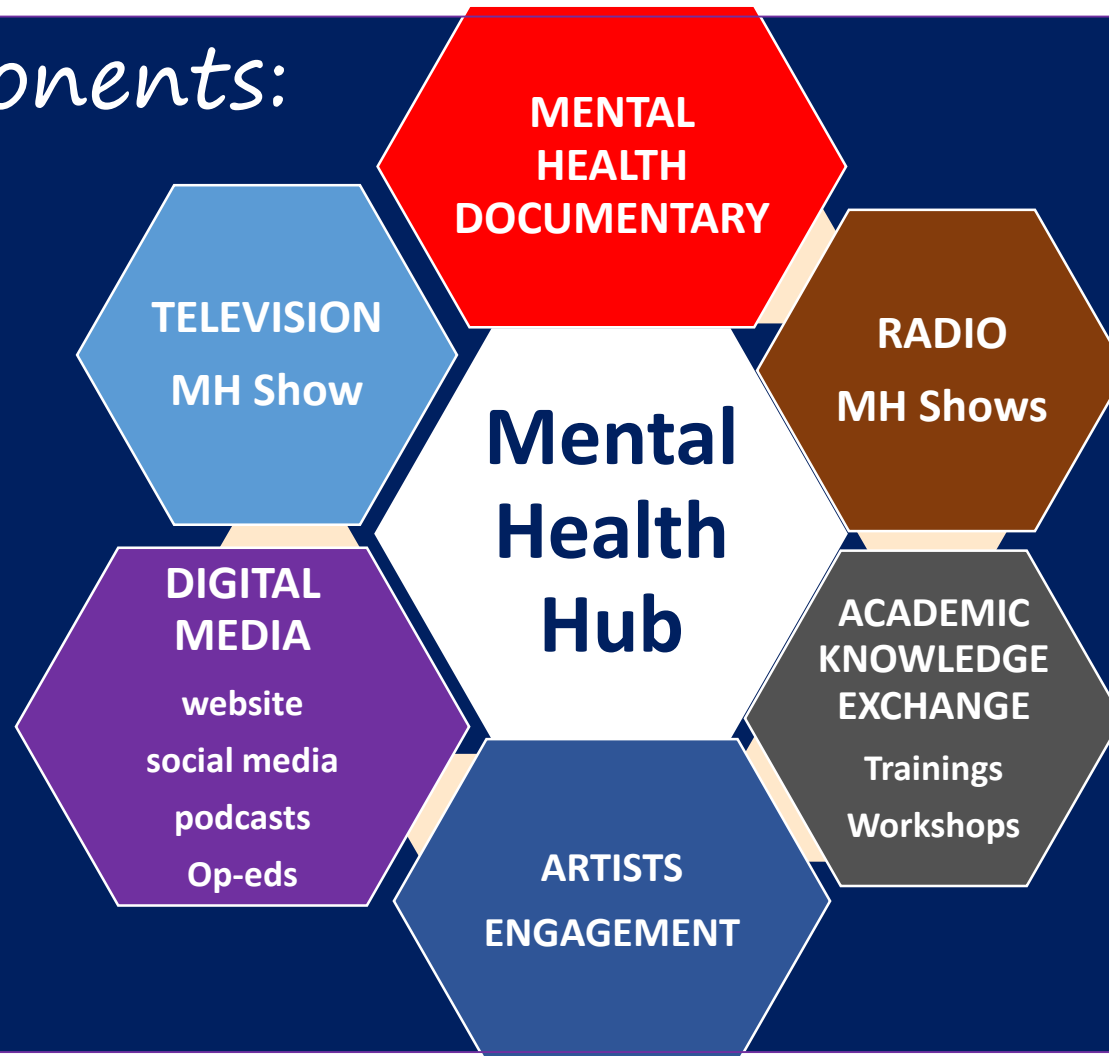 onents:
MENTAL
HEALTH
DOCUMENTARY
TELEVISION
MH Show
RADIO
MH Shows
Mental
Health
Hub
DIGITAL
MEDIA
website
social media
podcasts
Op-eds
ACADEMIC
KNOWLEDGE
EXCHANGE
Trainings
Workshops
ARTISTS
ENGAGEMENT